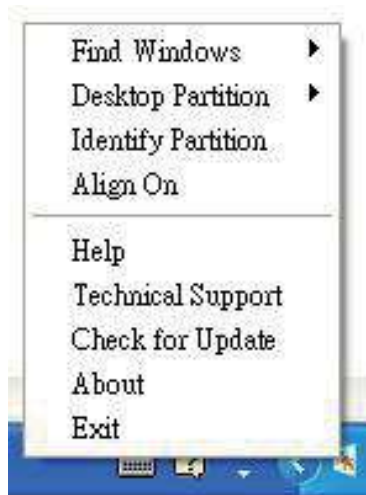 Find Windows
Desktop Partition
Identify Partition
Align On
Help
Technical Support
Check for Update
About
Exit